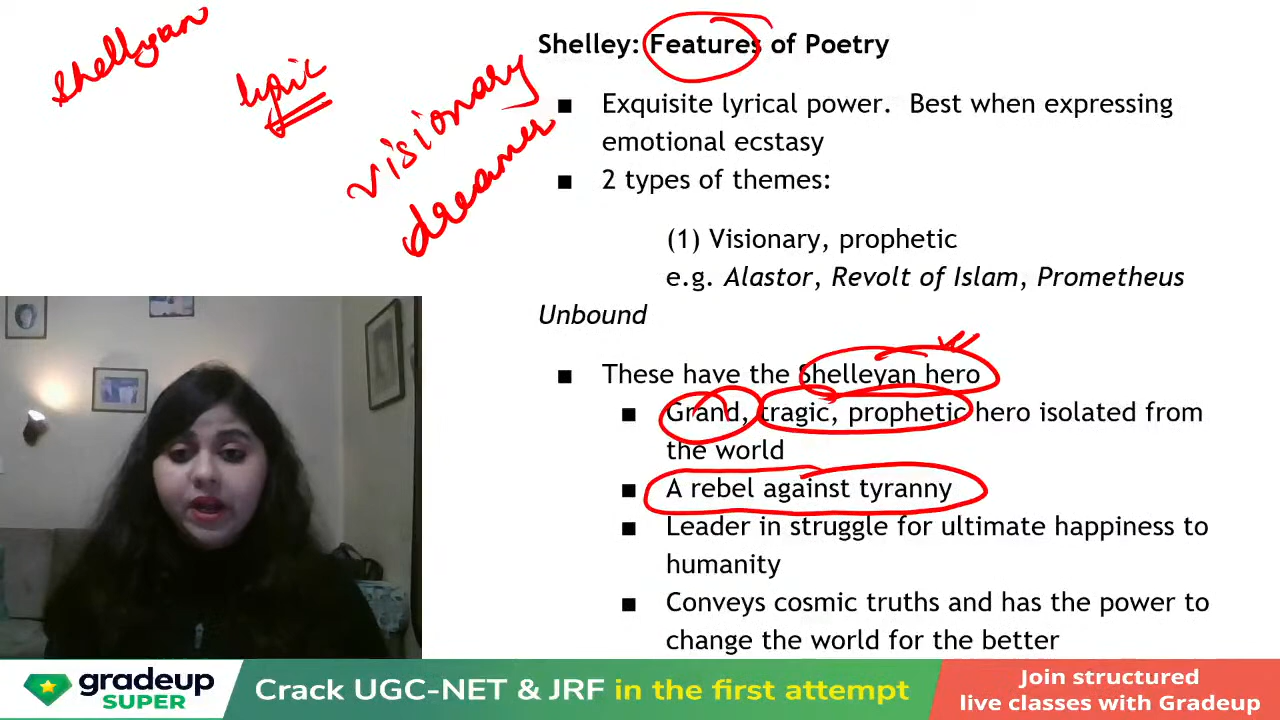 Shelley: Features of Poetry
shellyan
lyric
visionary
dreamer
■ Exquisite lyrical power. Best when expressing
emotional ecstasy
■ 2 types of themes:
(1) Visionary, prophetic
e.g. Alastor, Revolt of Islam, Prometheus
Unbound
■ These have the Shelleyan hero
■ Grand, tragic, prophetic hero isolated from
the world
■ A rebel against tyranny
■ Leader in struggle for ultimate happiness to
humanity
■ Conveys cosmic truths and has the power to
change the world for the better
gradeup
SUPER
Crack UGC-NET & JRF in the first attempt
Join structured
live classes with Gradeup